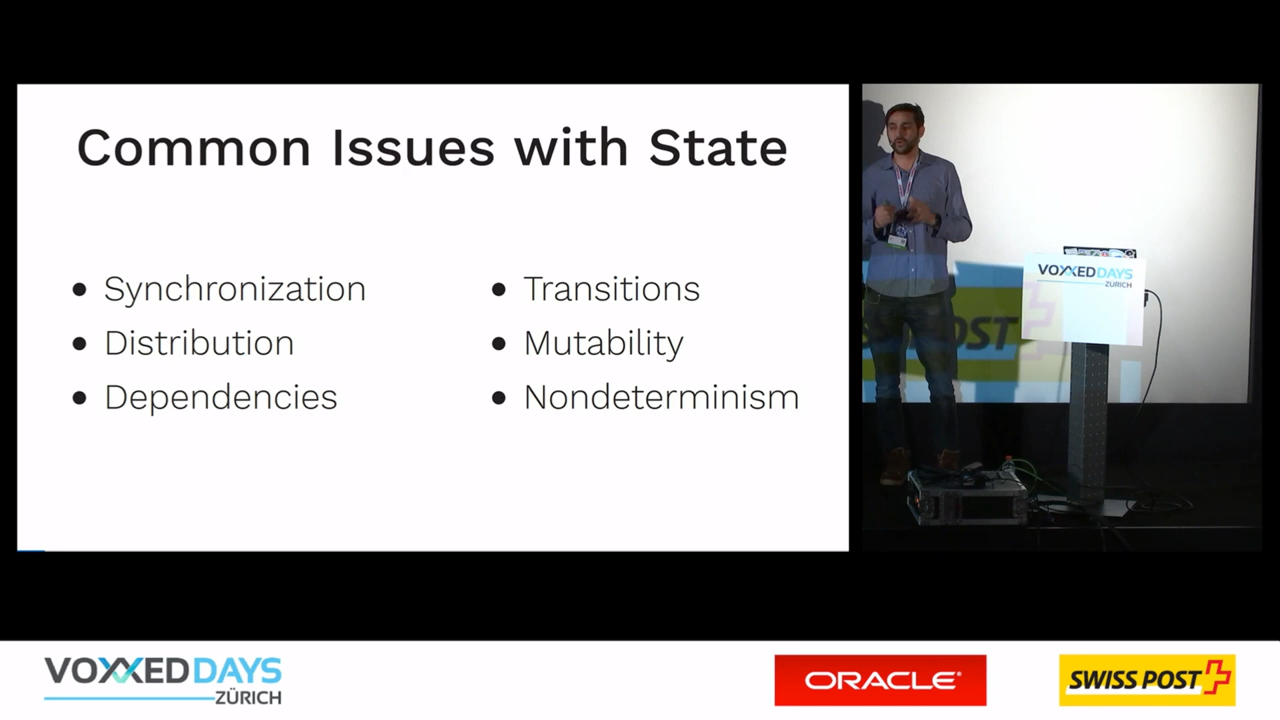 Common Issues with State
• Synchronization
• Distribution
• Dependencies
• Transitions
• Mutability
• Nondeterminism
VOXXED DAYS
ZÜRICH
POST
VOXXED DAYS
ZÜRICH
ORACLE®
SWISS POST